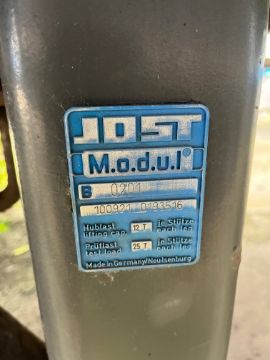 JOST
M.o.d.u.l®
B 0201
100921 0193516
Hublast
lifting cap. 12 T je Stütze
each leg
Prüflast
test load 25 T je Stütze
each leg
Made in Germany/Neu-Isenburg